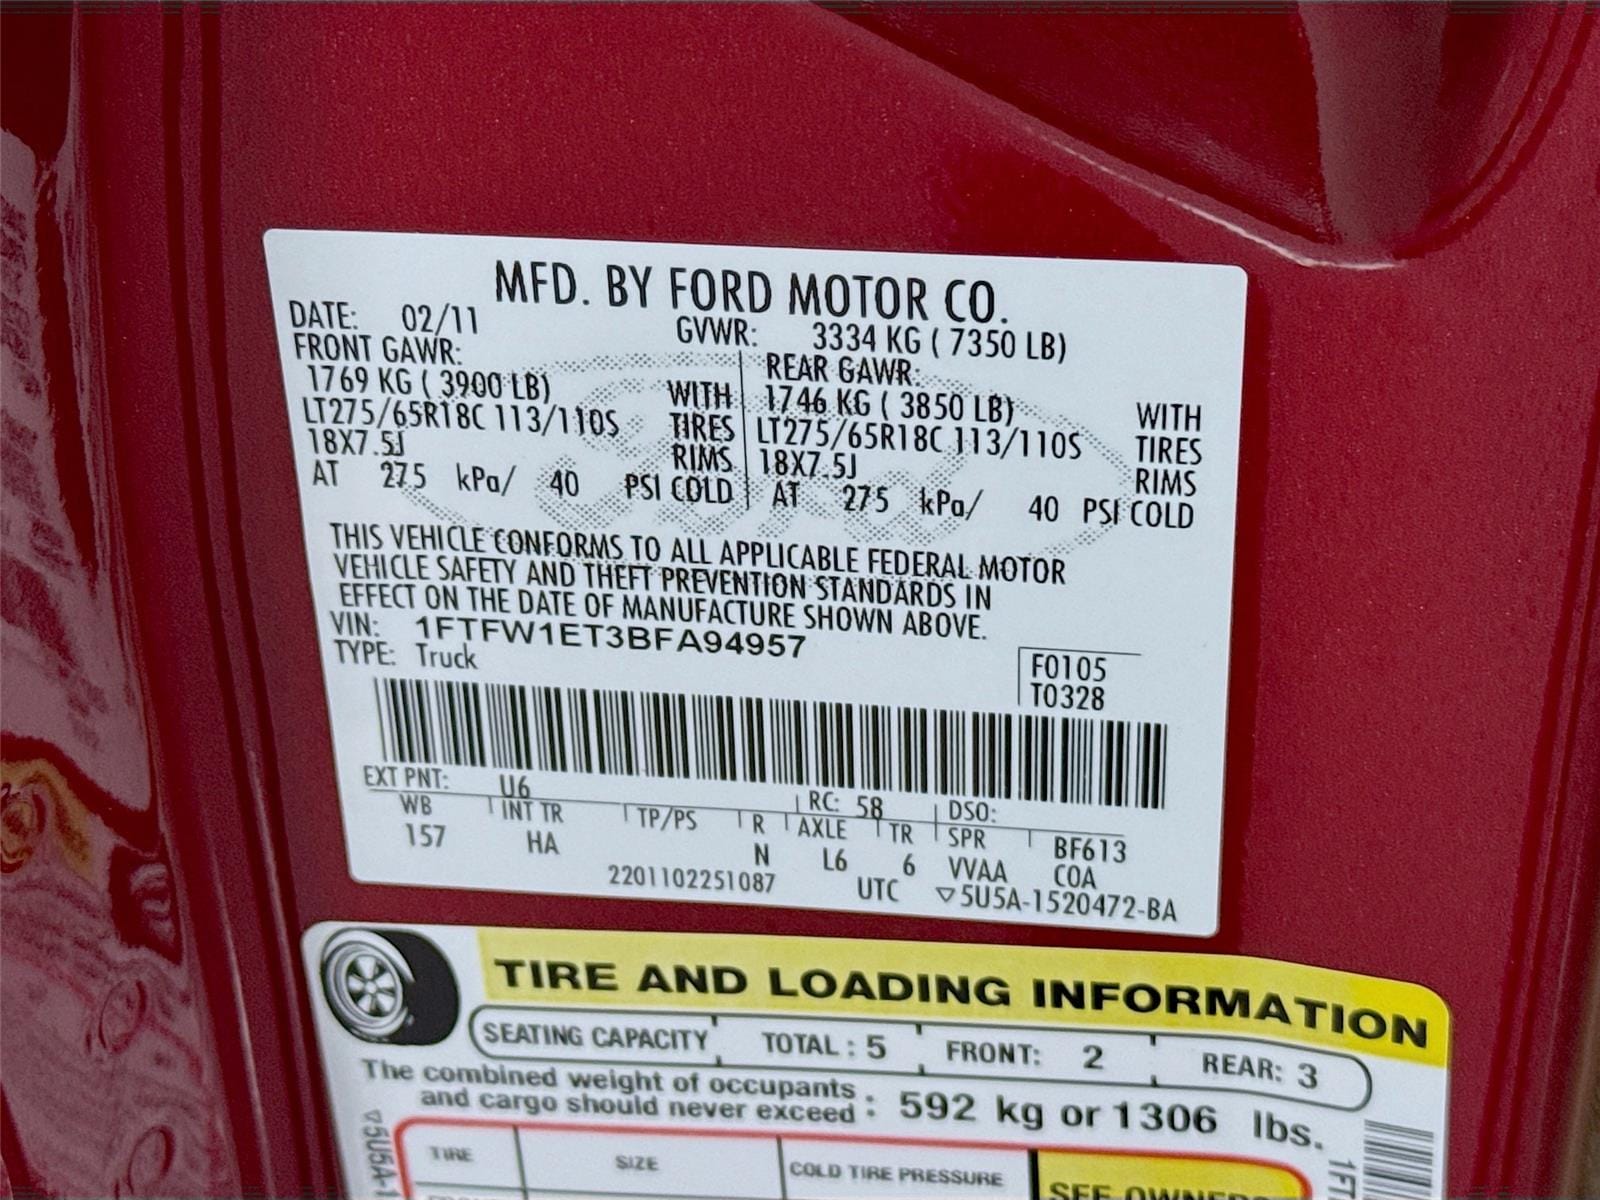 MFD. BY FORD MOTOR CO.
DATE: 02/11 GVWR: 3334 KG ( 7350 LB)
FRONT GAWR: REAR GAWR:
1769 KG ( 3900 LB) WITH 1746 KG ( 3850 LB) WITH
LT275/65R18C 113/110S TIRES LT275/65R18C 113/110S TIRES
18X7.5J RIMS 18X7.5J RIMS
AT 275 kPa/ 40 PSI COLD AT 275 kPa/ 40 PSI COLD
THIS VEHICLE CONFORMS TO ALL APPLICABLE FEDERAL MOTOR
VEHICLE SAFETY AND THEFT PREVENTION STANDARDS IN
EFFECT ON THE DATE OF MANUFACTURE SHOWN ABOVE.
VIN: 1FTFW1ET3BFA94957
TYPE: Truck
F0105
T0328
EXT PNT: U6 RC: 58 DSO:
WB INT TR TP/PS R AXLE TR SPR BF613
157 HA N L6 6 VVAA COA
2201102251087 UTC ▽5U5A-1520472-BA
TIRE AND LOADING INFORMATION
SEATING CAPACITY TOTAL : 5 FRONT: 2 REAR: 3
The combined weight of occupants
and cargo should never exceed : 592 kg or 1306 lbs.
TIRE SIZE COLD TIRE PRESSURE
SEE OWNERS
▽5U5A-1
1FT